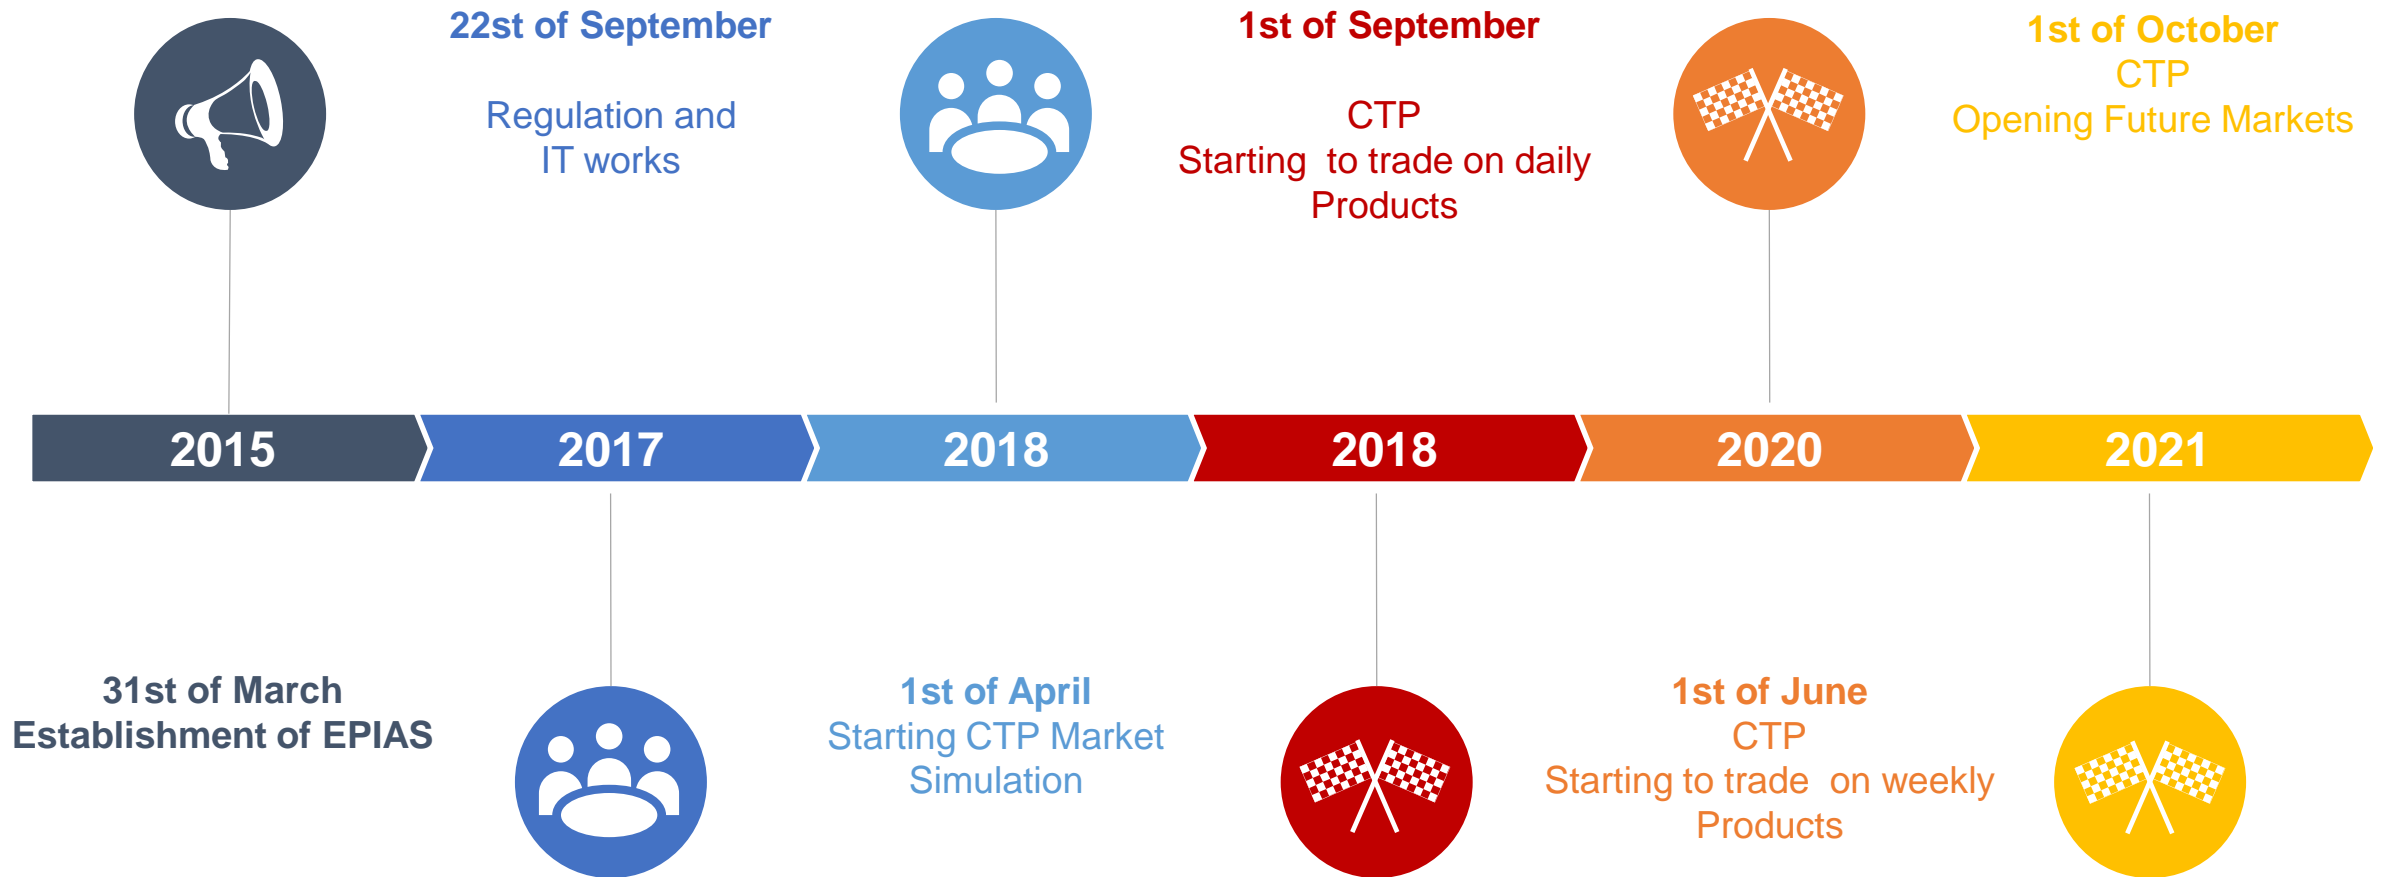 22st of September
Regulation and
IT works
1st of September
CTP
Starting  to trade on daily
Products
1st of October
CTP
Opening Future Markets
2015
2017
2018
2018
2020
2021
31st of March
Establishment of EPIAS
1st of April
Starting CTP Market
Simulation
1st of June
CTP
Starting to trade  on weekly
Products